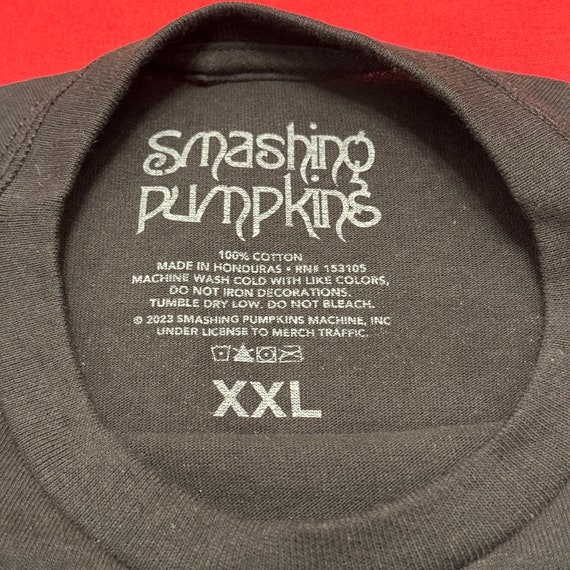 Smashing
Pumpkins
100% COTTON
MADE IN HONDURAS • RN# 153105
MACHINE WASH COLD WITH LIKE COLORS,
DO NOT IRON DECORATIONS.
TUMBLE DRY LOW. DO NOT BLEACH.
© 2023 SMASHING PUMPKINS MACHINE, INC
UNDER LICENSE TO MERCH TRAFFIC.
XXL